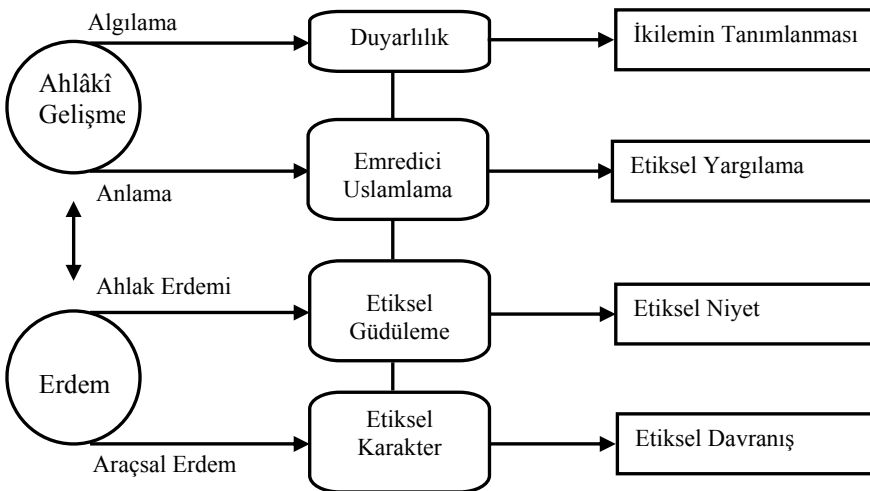 Algılama
Duyarlılık
İkilemin Tanımlanması
Ahlâkî
Gelişme
Emredici
Uslamlama
Etiksel Yargılama
Anlama
Ahlak Erdemi
Etiksel
Güdüleme
Etiksel Niyet
Erdem
Etiksel
Karakter
Etiksel Davranış
Araçsal Erdem